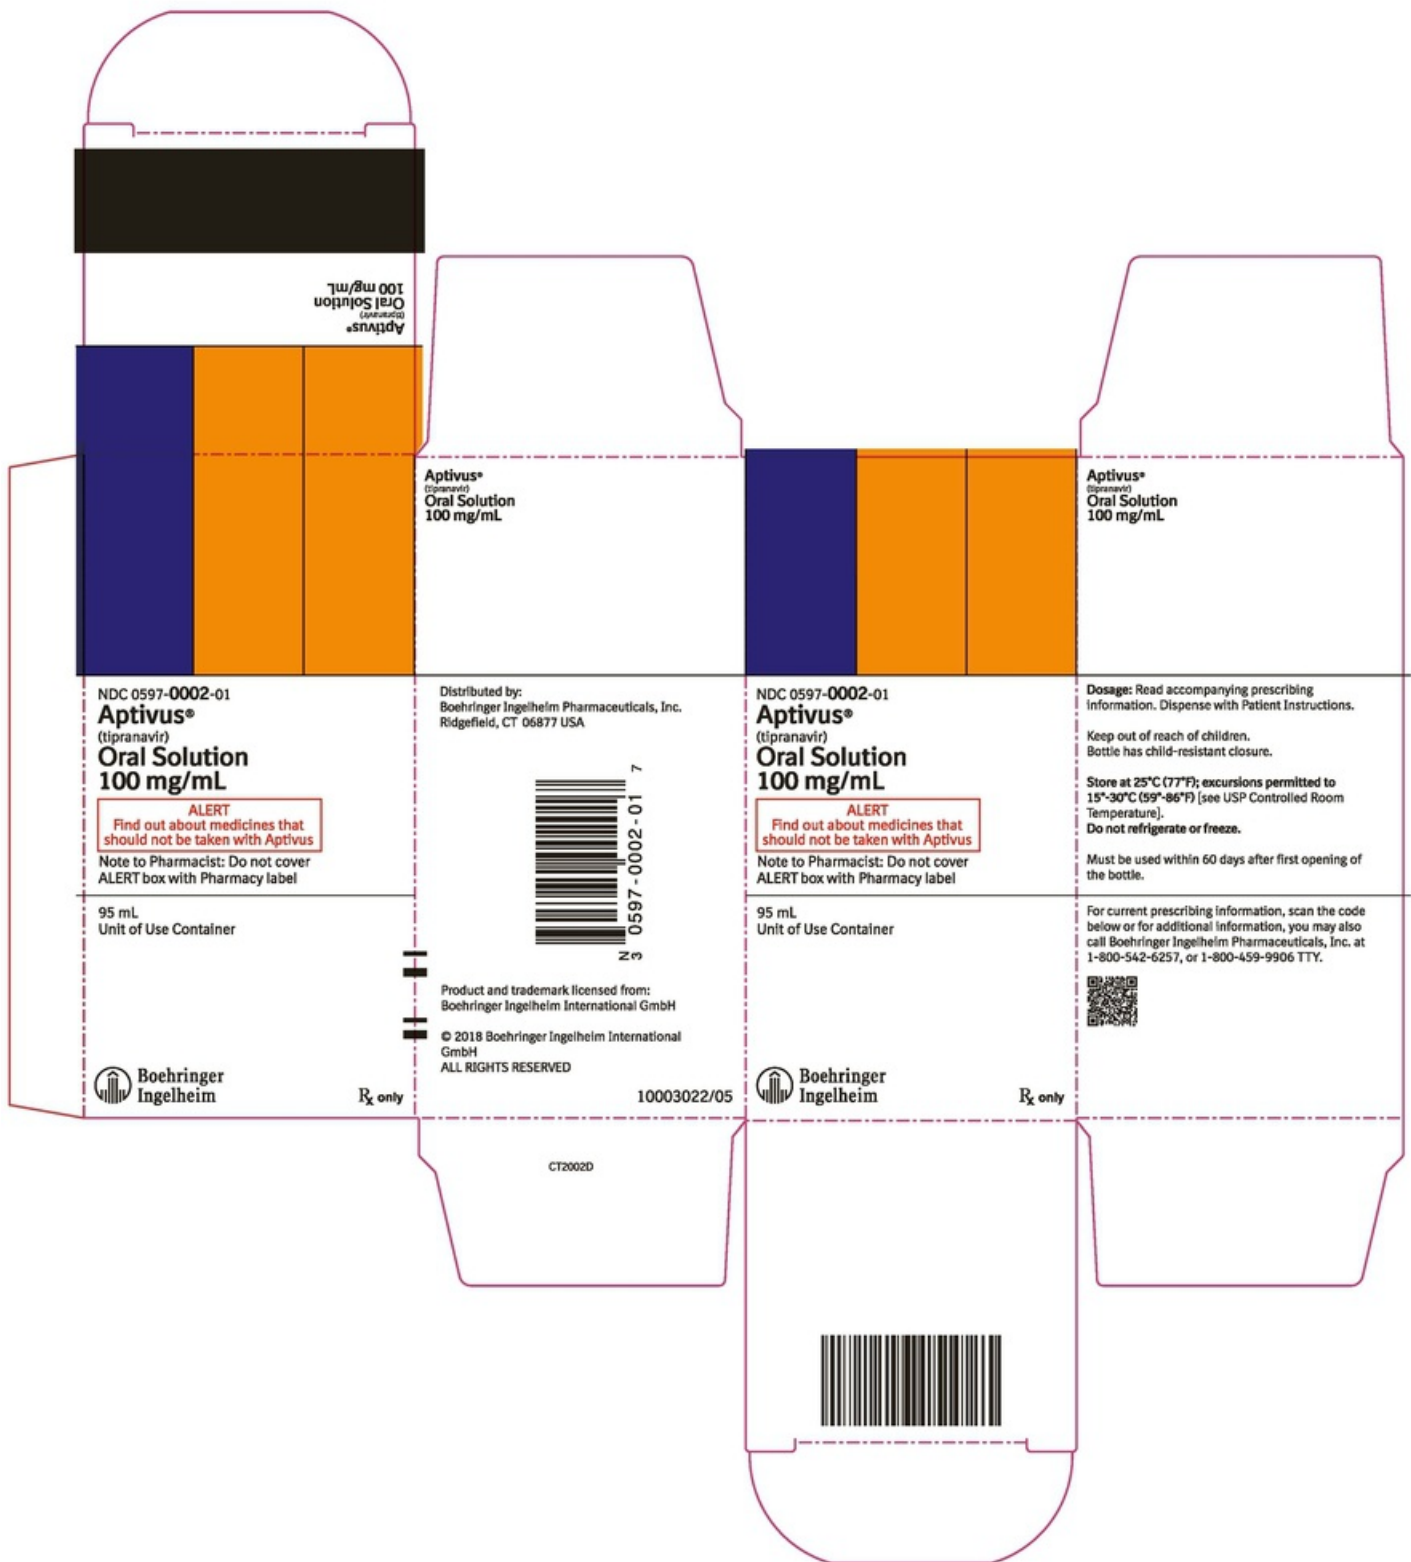 Aptivus®
(tipranavir)
Oral Solution
100 mg/mL
NDC 0597-0002-01
Aptivus®
(tipranavir)
Oral Solution
100 mg/mL
ALERT
Find out about medicines that
should not be taken with Aptivus
Note to Pharmacist: Do not cover
ALERT box with Pharmacy label
95 mL
Unit of Use Container
Boehringer
Ingelheim
Rx only
Aptivus®
(tipranavir)
Oral Solution
100 mg/mL
Distributed by:
Boehringer Ingelheim Pharmaceuticals, Inc.
Ridgefield, CT 06877 USA
N
3 0597-0002-01 7
Product and trademark licensed from:
Boehringer Ingelheim International GmbH
© 2018 Boehringer Ingelheim International
GmbH
ALL RIGHTS RESERVED
10003022/05
CT2002D
NDC 0597-0002-01
Aptivus®
(tipranavir)
Oral Solution
100 mg/mL
ALERT
Find out about medicines that
should not be taken with Aptivus
Note to Pharmacist: Do not cover
ALERT box with Pharmacy label
95 mL
Unit of Use Container
Boehringer
Ingelheim
Rx only
Aptivus®
(tipranavir)
Oral Solution
100 mg/mL
Dosage: Read accompanying prescribing
information. Dispense with Patient Instructions.
Keep out of reach of children.
Bottle has child-resistant closure.
Store at 25°C (77°F); excursions permitted to
15°-30°C (59°-86°F) [see USP Controlled Room
Temperature].
Do not refrigerate or freeze.
Must be used within 60 days after first opening of
the bottle.
For current prescribing information, scan the code
below or for additional information, you may also
call Boehringer Ingelheim Pharmaceuticals, Inc. at
1-800-542-6257, or 1-800-459-9906 TTY.